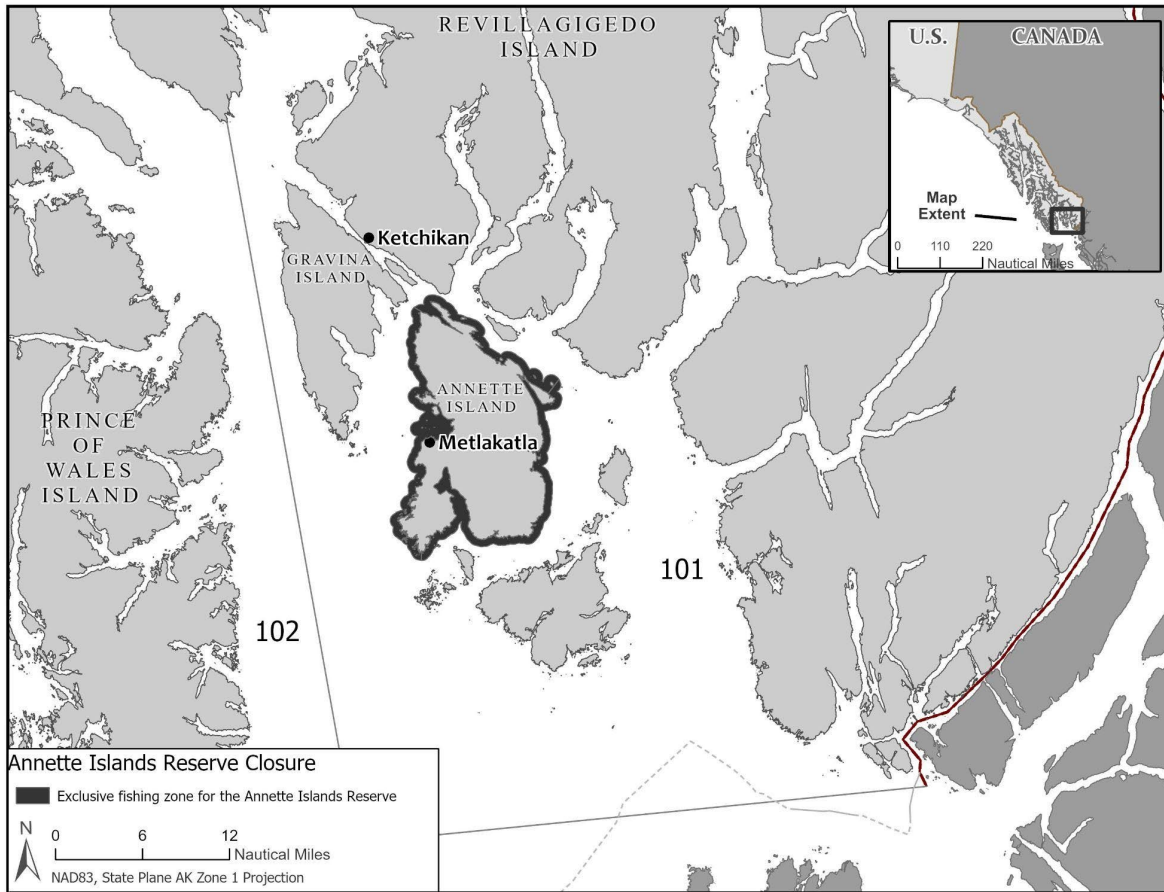 REVILLAGIGEDO
ISLAND
U.S.
CANADA
Map
Extent
0 110 220
Nautical Miles
Ketchikan
GRAVINA
ISLAND
ANNETTE
ISLAND
Metlakatla
PRINCE
OF
WALES
ISLAND
101
102
Annette Islands Reserve Closure
Exclusive fishing zone for the Annette Islands Reserve
N
0 6 12
Nautical Miles
NAD83, State Plane AK Zone 1 Projection